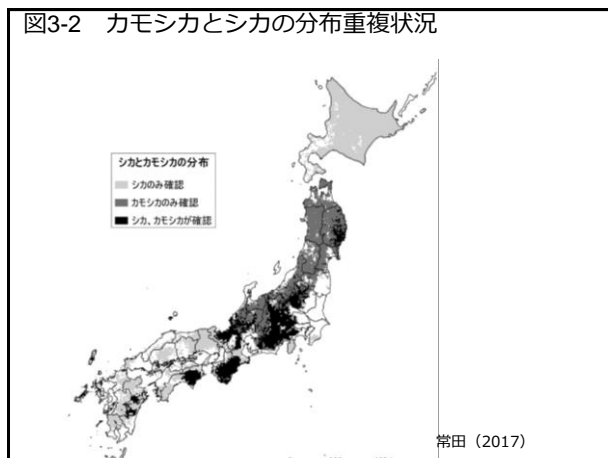 図3-2　カモシカとシカの分布重複状況
シカとカモシカの分布
シカのみ確認
カモシカのみ確認
シカ、カモシカが確認
常田（2017）